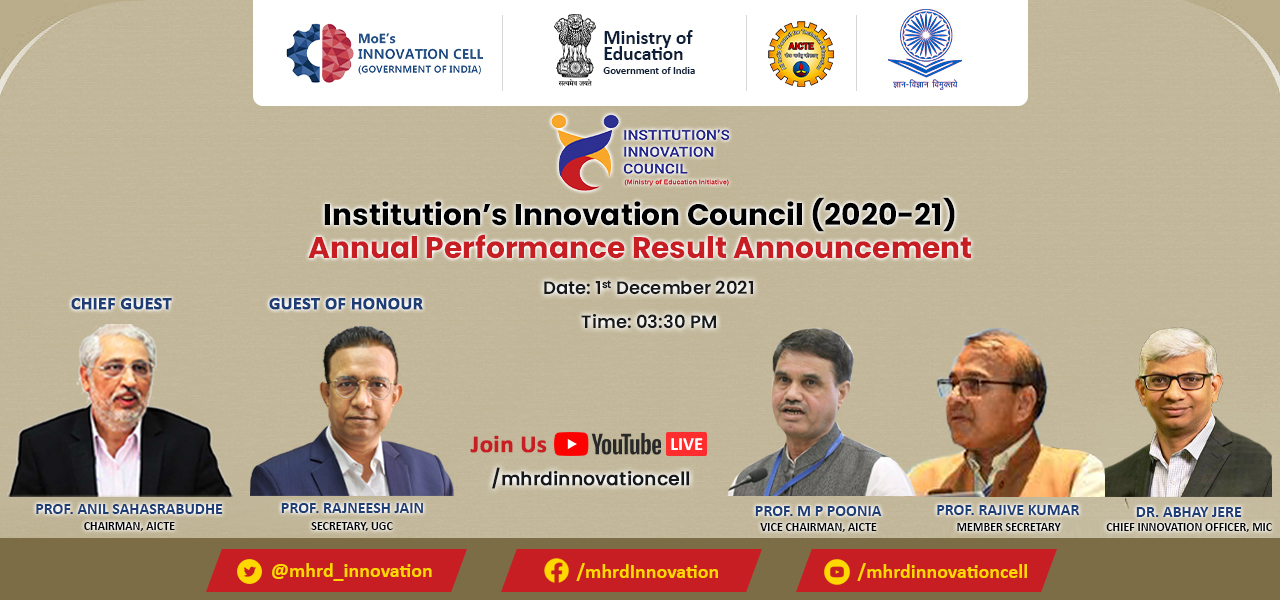 MoE's
INNOVATION CELL
(GOVERNMENT OF INDIA)
सत्यमेव जयते
Ministry of
Education
Government of India
AICTE
ज्ञान-विज्ञान विमुक्तये
INSTITUTION'S
INNOVATION
COUNCIL
(Ministry of Education Initiative)
Institution's Innovation Council (2020-21)
Annual Performance Result Announcement
Date: 1st December 2021
Time: 03:30 PM
CHIEF GUEST
GUEST OF HONOUR
Join Us YouTube LIVE
/mhrdinnovationcell
PROF. ANIL SAHASRABUDHE
CHAIRMAN, AICTE
PROF. RAJNEESH JAIN
SECRETARY, UGC
PROF. M P POONIA
VICE CHAIRMAN, AICTE
PROF. RAJIVE KUMAR
MEMBER SECRETARY
DR. ABHAY JERE
CHIEF INNOVATION OFFICER, MIC
@mhrd_innovation
/mhrdInnovation
/mhrdinnovationcell